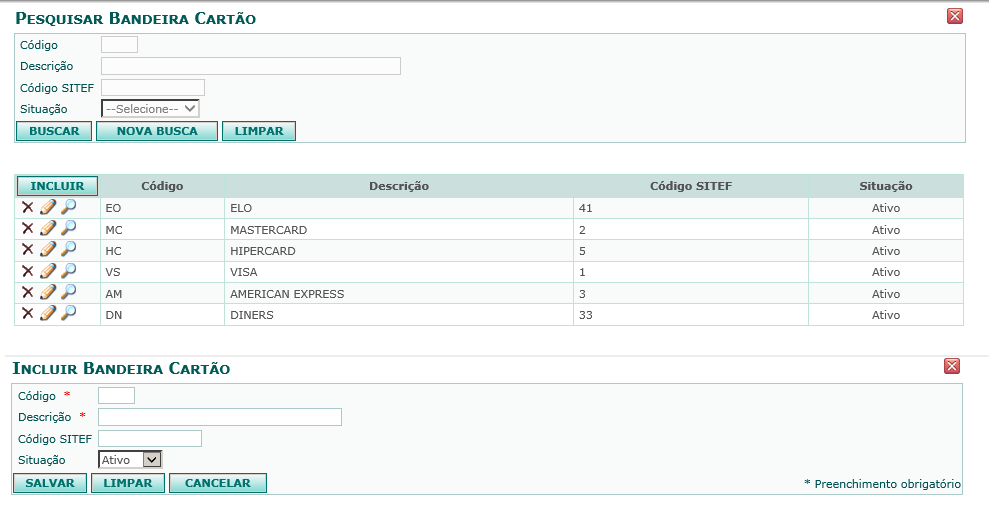 PESQUISAR BANDEIRA CARTÃO
Código
Descrição
Código SITEF
Situação --Selecione--
BUSCAR NOVA BUSCA LIMPAR
INCLUIR Código Descrição Código SITEF Situação
EO ELO 41 Ativo
MC MASTERCARD 2 Ativo
HC HIPERCARD 5 Ativo
VS VISA 1 Ativo
AM AMERICAN EXPRESS 3 Ativo
DN DINERS 33 Ativo
INCLUIR BANDEIRA CARTÃO
Código *
Descrição *
Código SITEF
Situação Ativo
SALVAR LIMPAR CANCELAR * Preenchimento obrigatório